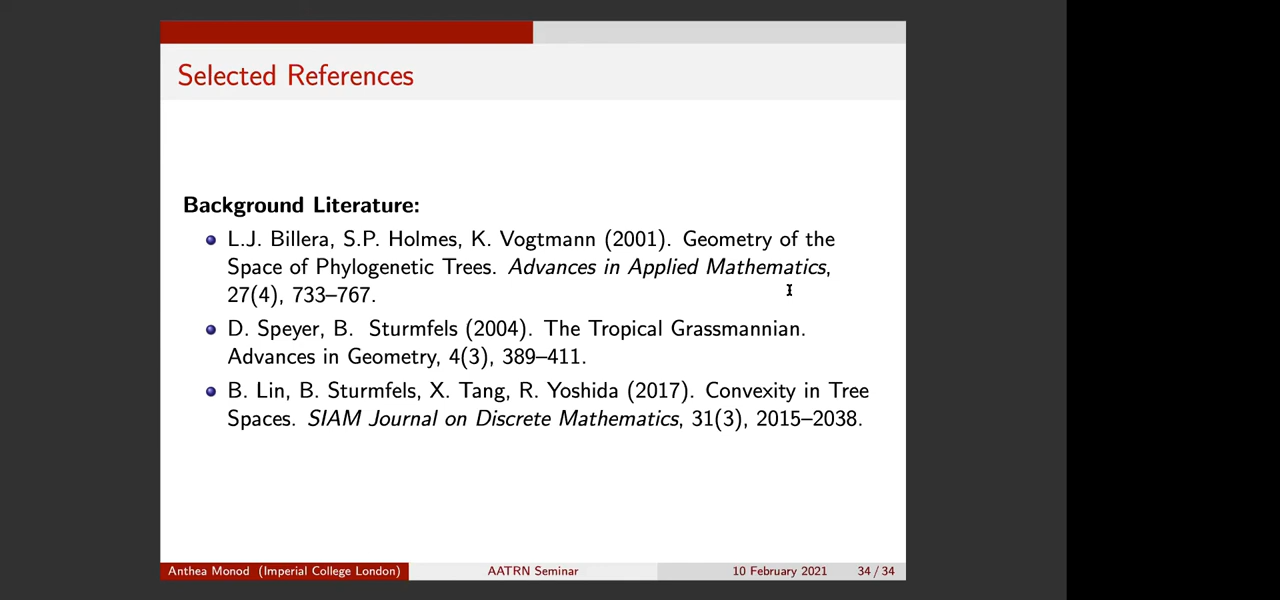 Selected References
Background Literature:
L.J. Billera, S.P. Holmes, K. Vogtmann (2001). Geometry of the
Space of Phylogenetic Trees. Advances in Applied Mathematics,
27(4), 733–767.
D. Speyer, B. Sturmfels (2004). The Tropical Grassmannian.
Advances in Geometry, 4(3), 389–411.
B. Lin, B. Sturmfels, X. Tang, R. Yoshida (2017). Convexity in Tree
Spaces. SIAM Journal on Discrete Mathematics, 31(3), 2015–2038.
Anthea Monod (Imperial College London) AATRN Seminar 10 February 2021 34 / 34